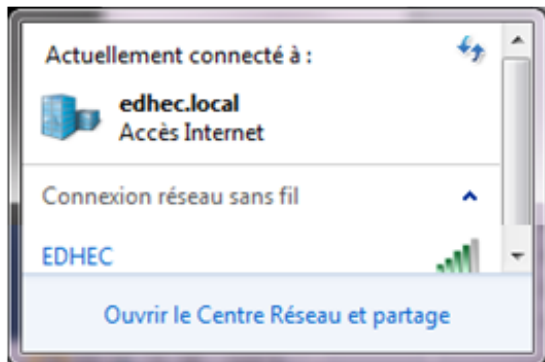 Actuellement connecté à :
edhec.local
Accès Internet
Connexion réseau sans fil
EDHEC
Ouvrir le Centre Réseau et partage